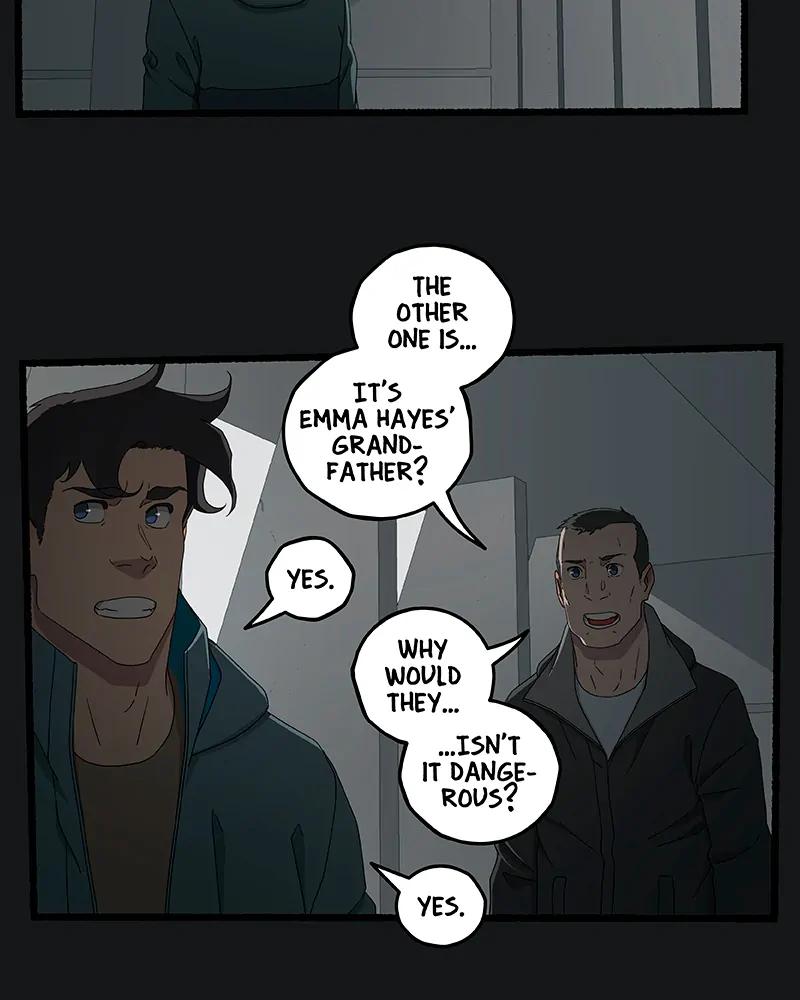 THE
OTHER
ONE IS...
IT'S
EMMA HAYES'
GRAND-
FATHER?
YES.
WHY
WOULD
THEY...
...ISN'T
IT DANGE-
ROUS?
YES.